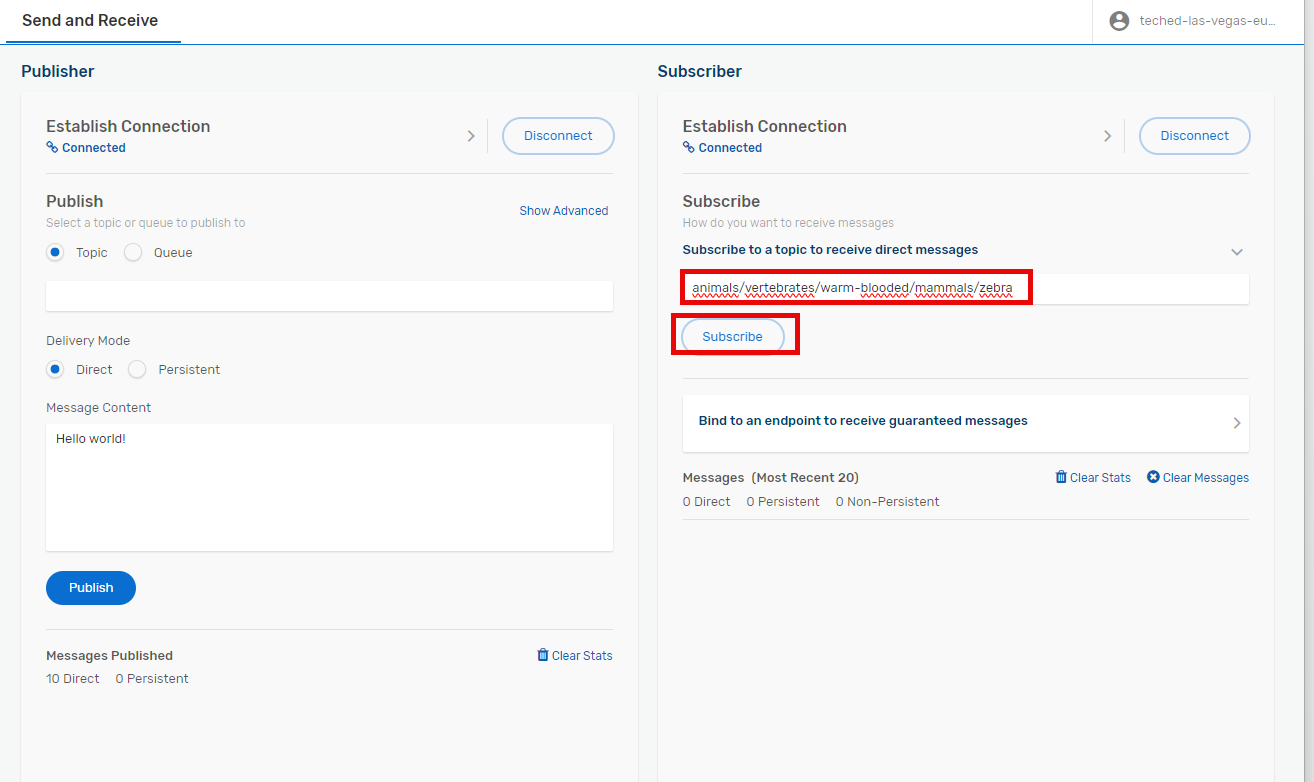 Send and Receive
teched-las-vegas-eu...
Publisher
Establish Connection
Connected
Disconnect
Publish
Select a topic or queue to publish to
Show Advanced
Topic Queue
Delivery Mode
Direct Persistent
Message Content
Hello world!
Publish
Messages Published
Clear Stats
10 Direct 0 Persistent
Subscriber
Establish Connection
Connected
Disconnect
Subscribe
How do you want to receive messages
Subscribe to a topic to receive direct messages
animals/vertebrates/warm-blooded/mammals/zebra
Subscribe
Bind to an endpoint to receive guaranteed messages
Messages (Most Recent 20)
Clear Stats Clear Messages
0 Direct 0 Persistent 0 Non-Persistent